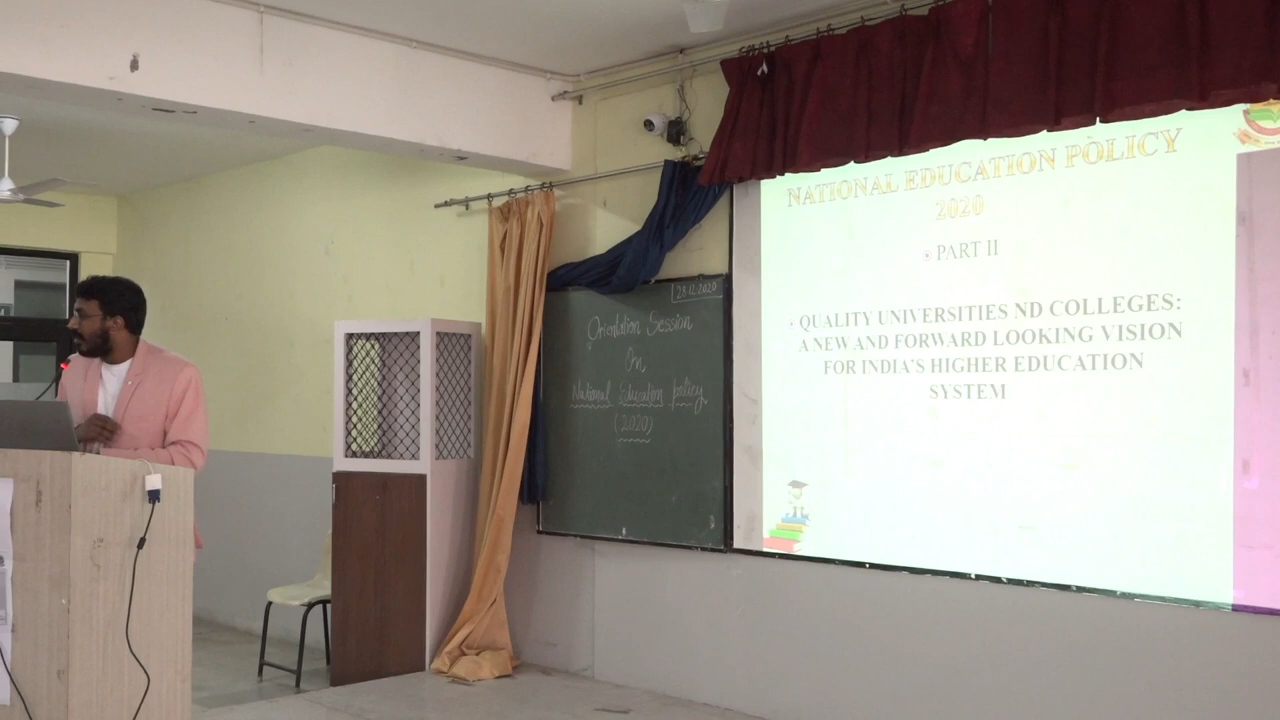 28-12-2020
Orientation Session
On
National Education policy
(2020)
NATIONAL EDUCATION POLICY
2020
PART II
QUALITY UNIVERSITIES ND COLLEGES:
A NEW AND FORWARD LOOKING VISION
FOR INDIA'S HIGHER EDUCATION
SYSTEM